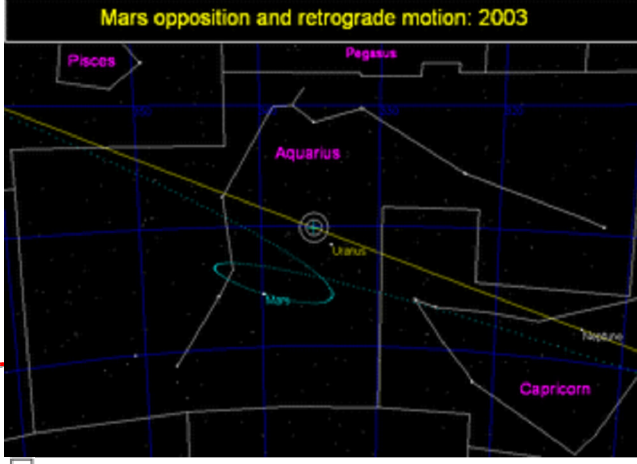 Mars opposition and retrograde motion: 2003
Pegasus
Pisces
Aquarius
Uranus
Mars
Neptune
Capricorn